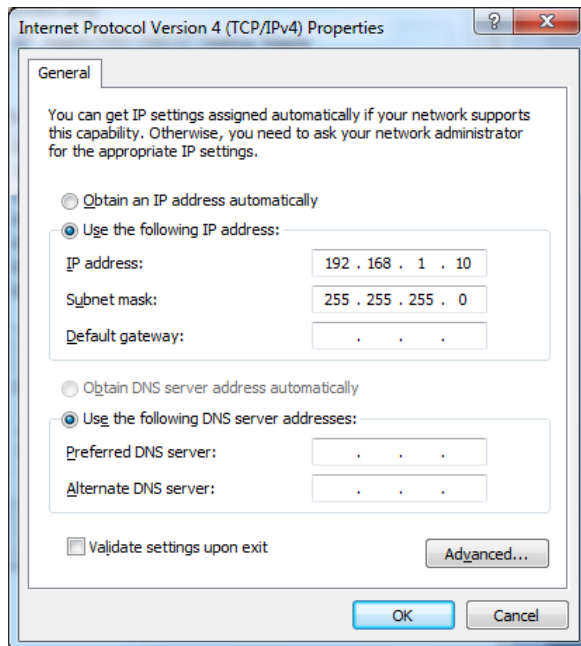 Internet Protocol Version 4 (TCP/IPv4) Properties
General
You can get IP settings assigned automatically if your network supports
this capability. Otherwise, you need to ask your network administrator
for the appropriate IP settings.
Obtain an IP address automatically
Use the following IP address:
IP address: 192 . 168 . 1 . 10
Subnet mask: 255 . 255 . 255 . 0
Default gateway: . . .
Obtain DNS server address automatically
Use the following DNS server addresses:
Preferred DNS server: . . .
Alternate DNS server: . . .
Validate settings upon exit
Advanced...
OK Cancel